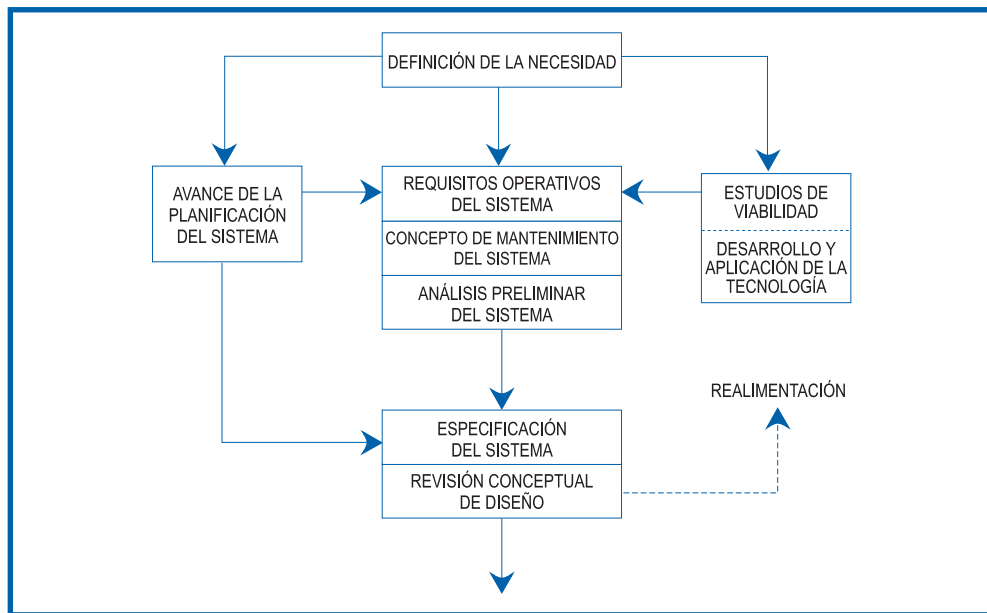 DEFINICIÓN DE LA NECESIDAD
AVANCE DE LA
PLANIFICACIÓN
DEL SISTEMA
REQUISITOS OPERATIVOS
DEL SISTEMA
CONCEPTO DE MANTENIMIENTO
DEL SISTEMA
ANÁLISIS PRELIMINAR
DEL SISTEMA
ESTUDIOS DE
VIABILIDAD
DESARROLLO Y
APLICACIÓN DE LA
TECNOLOGÍA
REALIMENTACIÓN
ESPECIFICACIÓN
DEL SISTEMA
REVISIÓN CONCEPTUAL
DE DISEÑO